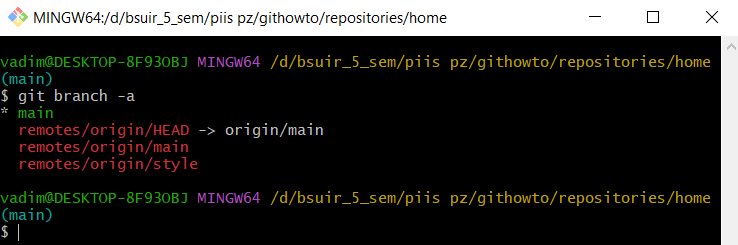 MINGW64:/d/bsuir_5_sem/piis pz/githowto/repositories/home
vadim@DESKTOP-8F93OBJ MINGW64 /d/bsuir_5_sem/piis pz/githowto/repositories/home
(main)
$ git branch -a
* main
  remotes/origin/HEAD -> origin/main
  remotes/origin/main
  remotes/origin/style
vadim@DESKTOP-8F93OBJ MINGW64 /d/bsuir_5_sem/piis pz/githowto/repositories/home
(main)
$